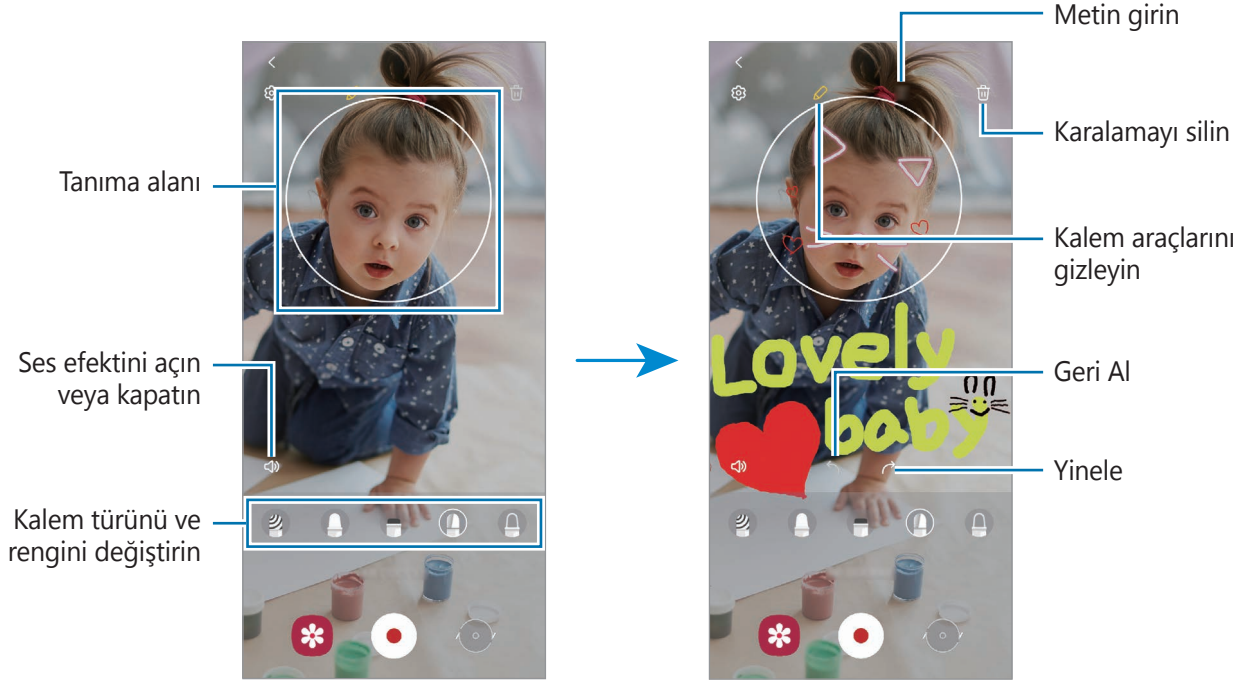 Tanıma alanı
Ses efektini açın
veya kapatın
Kalem türünü ve
rengini değiştirin
Metin girin
Karalamayı silin
Kalem araçlarını
gizleyin
Lovely
baby
Geri Al
Yinele